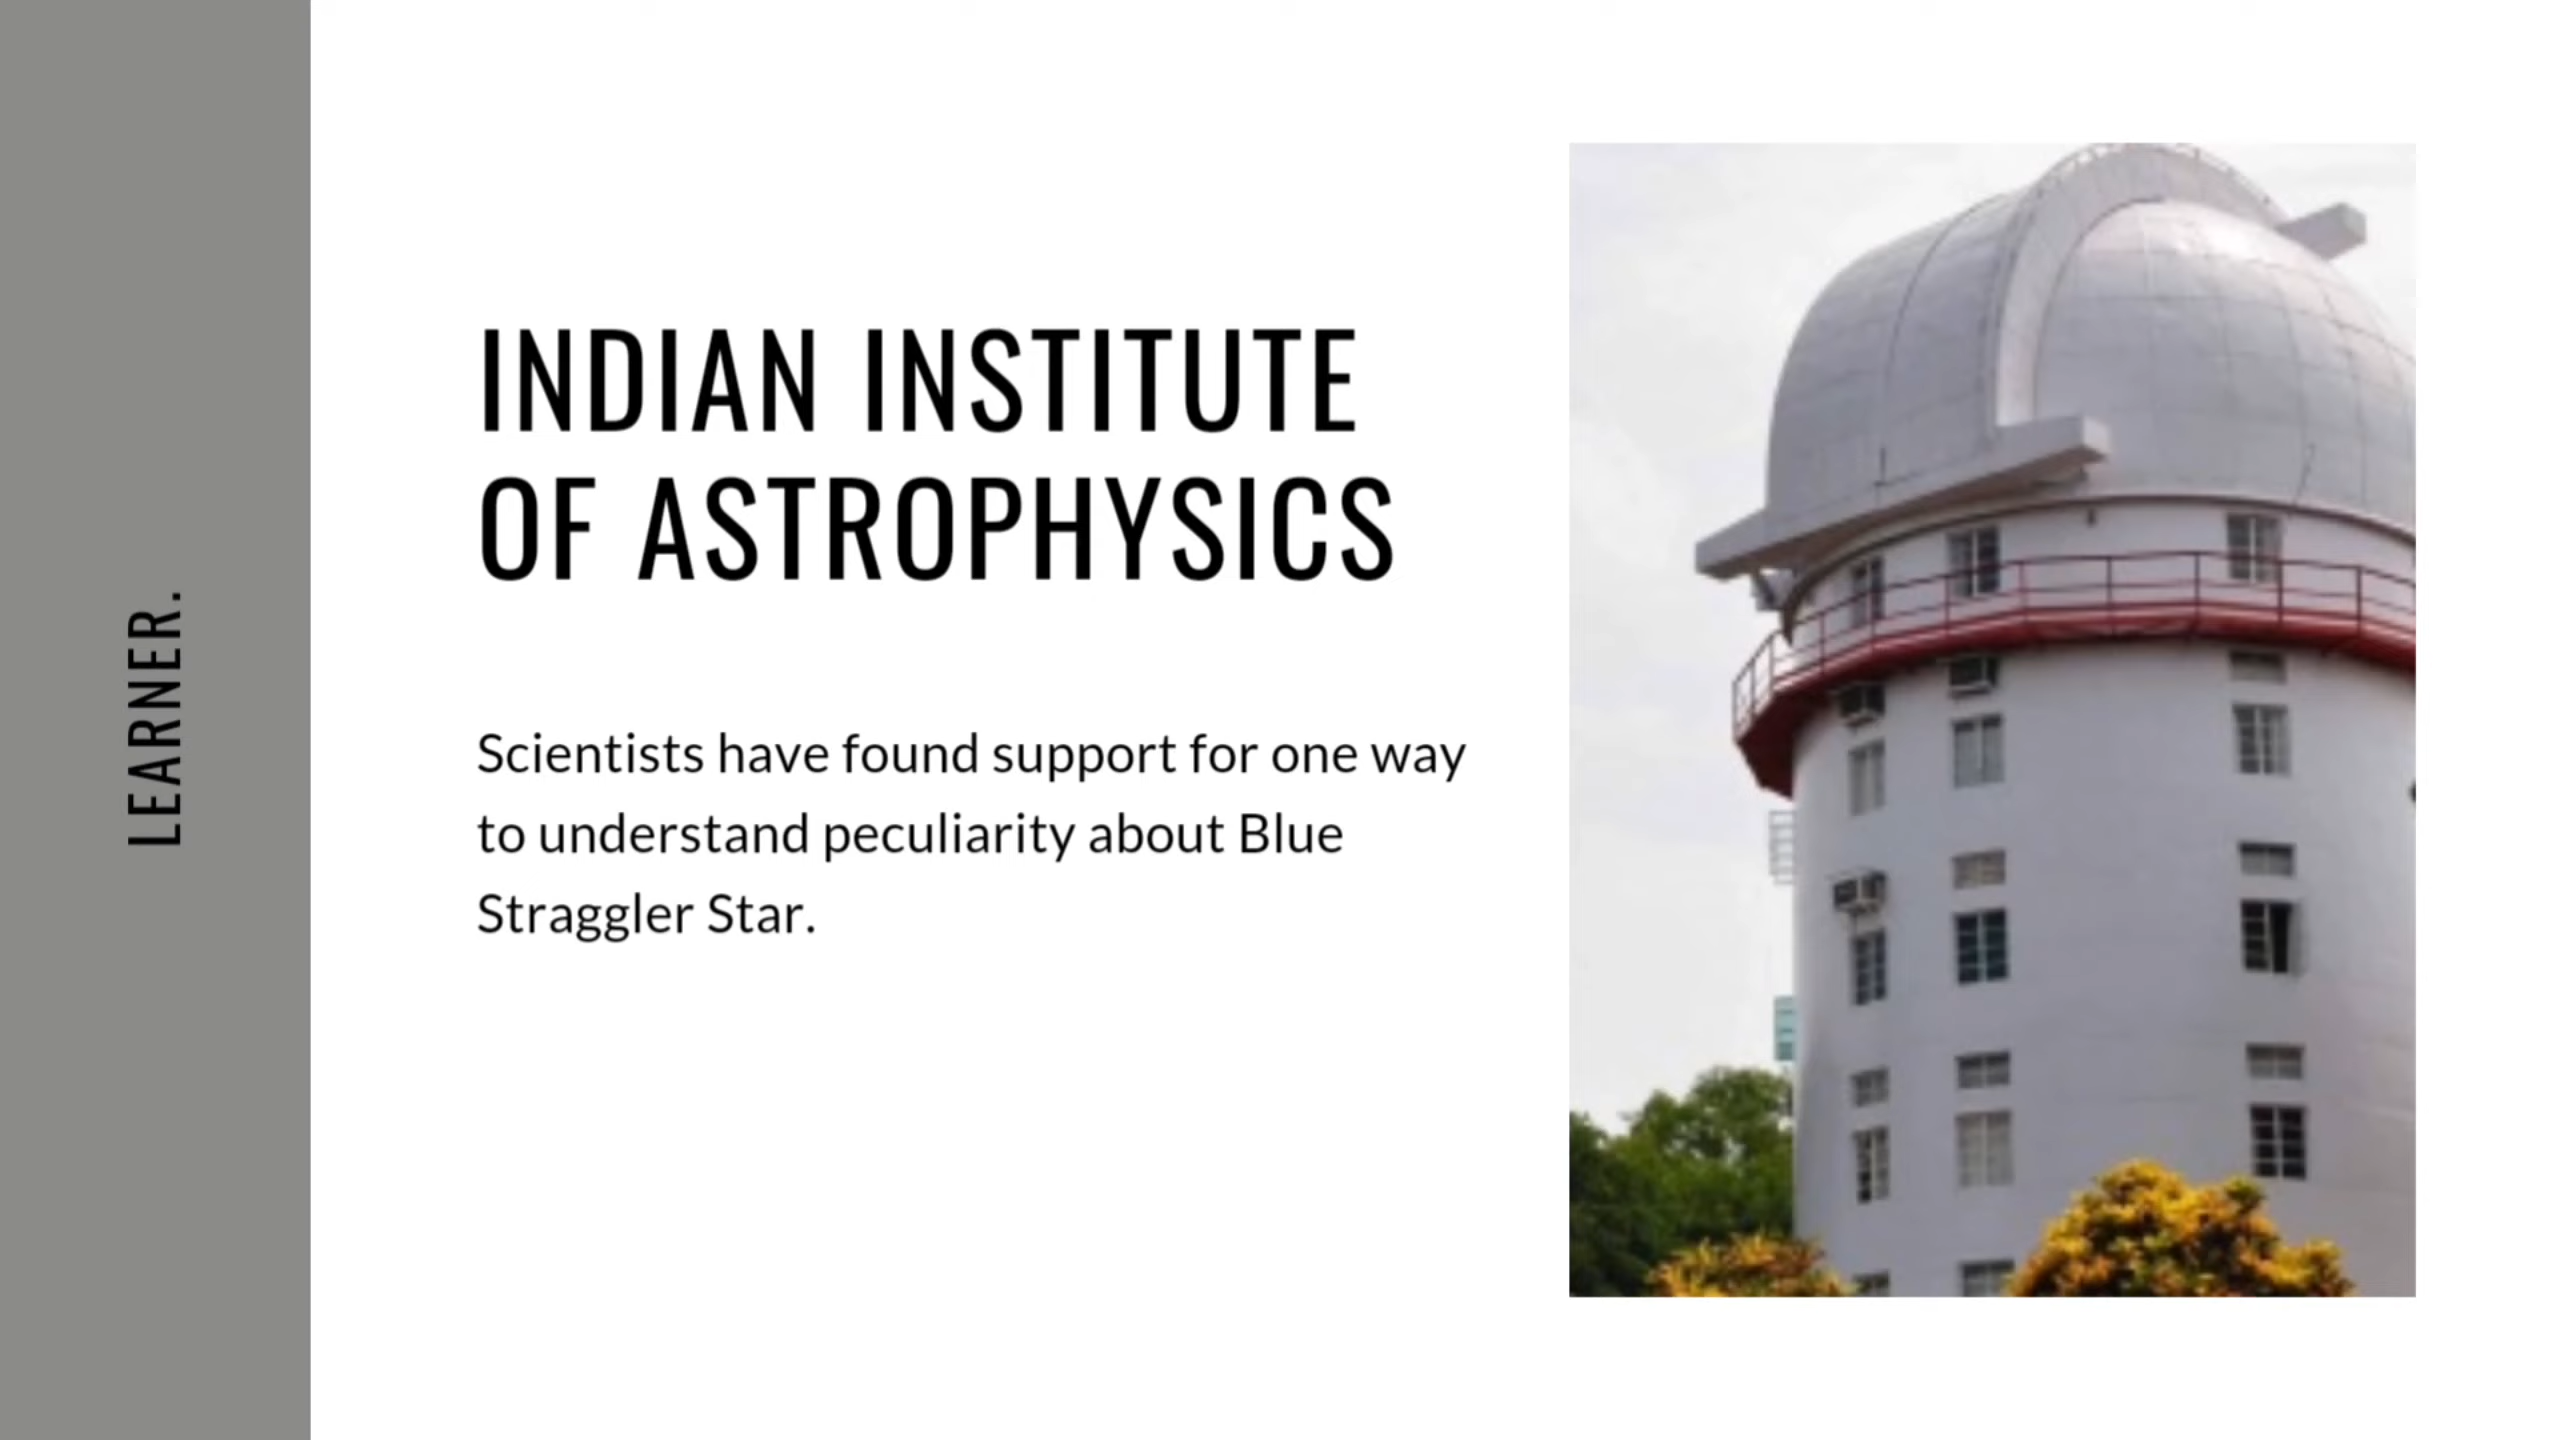 LEARNER.
INDIAN INSTITUTE
OF ASTROPHYSICS
Scientists have found support for one way
to understand peculiarity about Blue
Straggler Star.